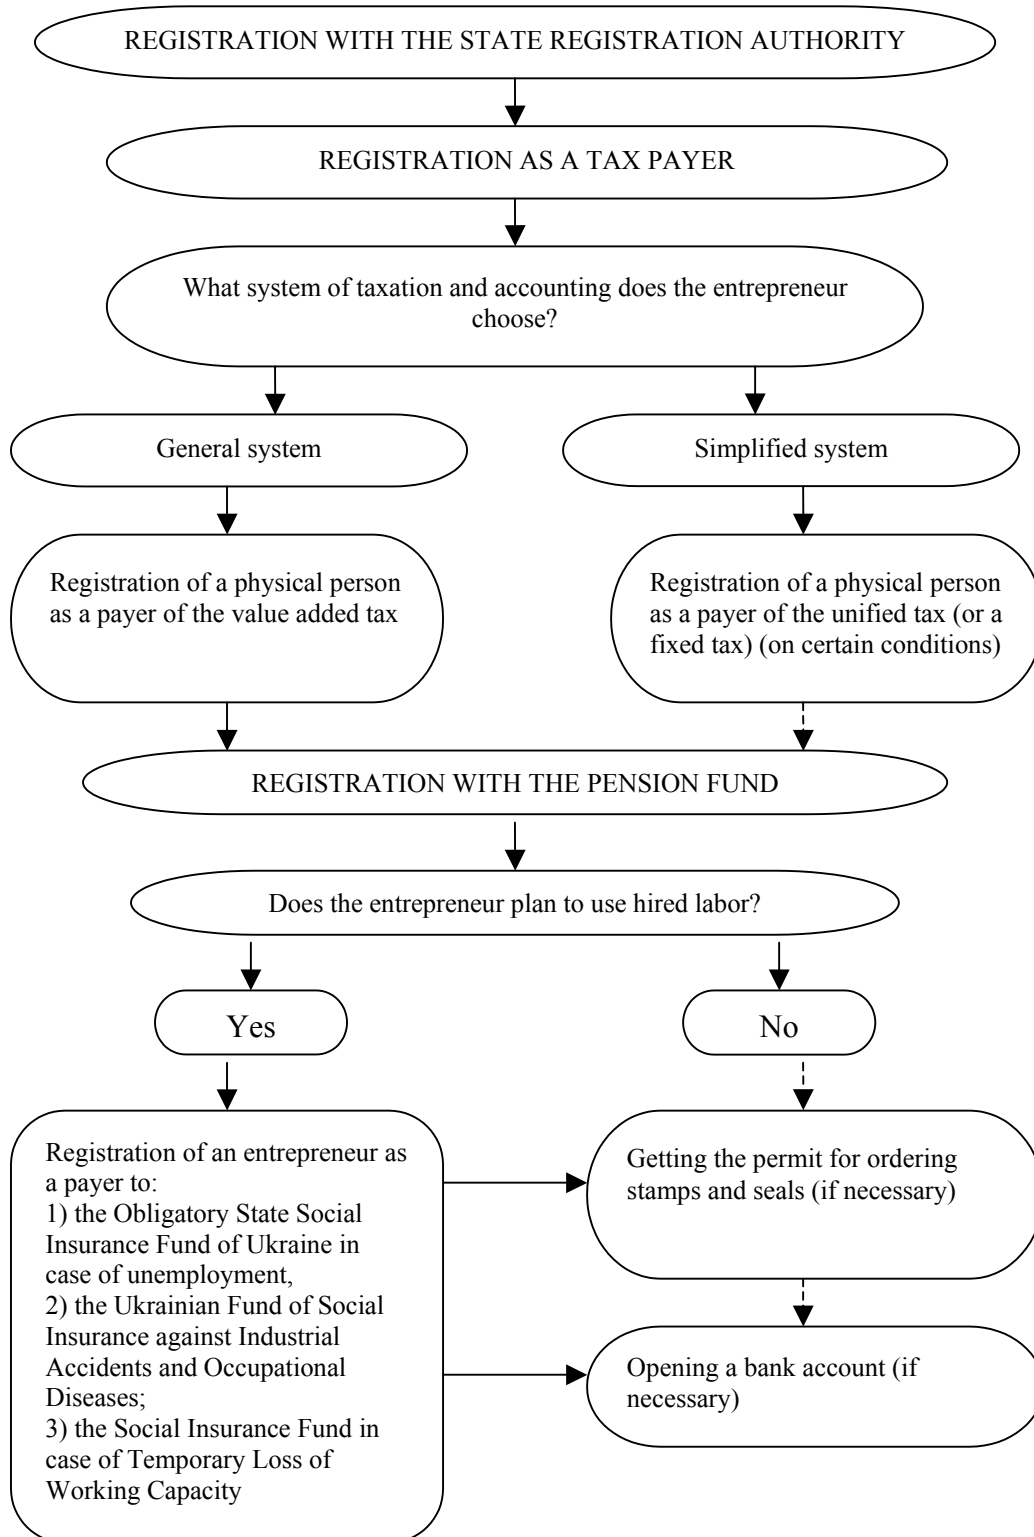 REGISTRATION WITH THE STATE REGISTRATION AUTHORITY
REGISTRATION AS A TAX PAYER
What system of taxation and accounting does the entrepreneur
choose?
General system
Simplified system
Registration of a physical person
as a payer of the value added tax
Registration of a physical person
as a payer of the unified tax (or a
fixed tax) (on certain conditions)
REGISTRATION WITH THE PENSION FUND
Does the entrepreneur plan to use hired labor?
Yes
No
Registration of an entrepreneur as
a payer to:
1) the Obligatory State Social
Insurance Fund of Ukraine in
case of unemployment,
2) the Ukrainian Fund of Social
Insurance against Industrial
Accidents and Occupational
Diseases;
3) the Social Insurance Fund in
case of Temporary Loss of
Working Capacity
Getting the permit for ordering
stamps and seals (if necessary)
Opening a bank account (if
necessary)